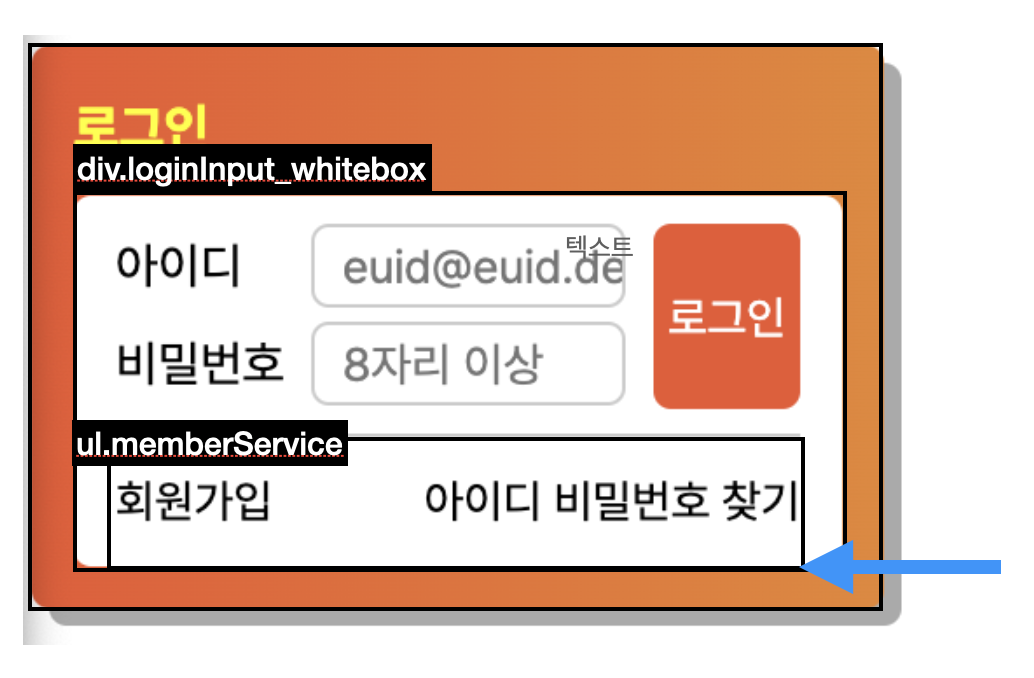 로그인
div.loginInput_whitebox
아이디
euid@euid.de
텍스트
로그인
비밀번호
8자리 이상
ul.memberService
회원가입
아이디 비밀번호 찾기